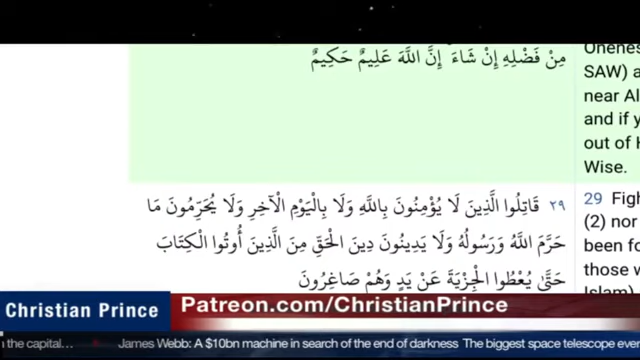 مِنْ فَضْلِهِ إِنْ شَاءَ إِنَّ اللَّهَ عَلِيمٌ حَكِيمٌ
٢٩ قَاتِلُوا الَّذِينَ لَا يُؤْمِنُونَ بِاللَّهِ وَلَا بِالْيَوْمِ الْآخِرِ وَلَا يُحَرِّمُونَ مَا
حَرَّمَ اللَّهُ وَرَسُولُهُ وَلَا يَدِينُونَ دِينَ الْحَقِّ مِنَ الَّذِينَ أُوتُوا الْكِتَابَ
حَتَّىٰ يُعْطُوا الْجِزْيَةَ عَنْ يَدٍ وَهُمْ صَاغِرُونَ
SAW) a
near Al
and if y
out of H
Wise.
29 Figh
(2) nor
been fo
those w
Islam)
Christian Prince
Patreon.com/ChristianPrince
n the capital... James Webb: A $10bn machine in search of the end of darkness The biggest space telescope ever